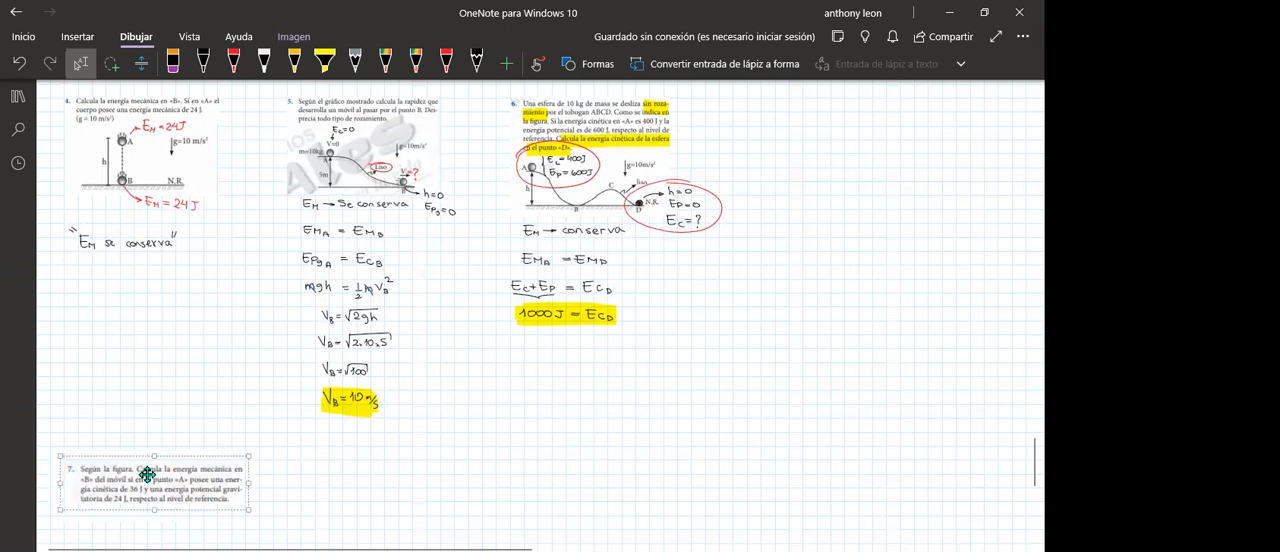 OneNote para Windows 10
anthony leon
Inicio
Insertar
Dibujar
Vista
Ayuda
Imagen
Guardado sin conexión (es necesario iniciar sesión)
Compartir
Formas
Convertir entrada de lápiz a forma
Entrada de lápiz a texto
4. Calcula la energía mecánica en «B». Si en «A» el
cuerpo posee una energía mecánica de 24 J.
(g = 10 m/s²)
EM = 24J
A
g=10 m/s²
h
B
N.R.
EM = 24J
"EM se conserva"
5. Según el gráfico mostrado calcula la rapidez que
desarrolla un móvil al pasar por el punto B. Des-
precia todo tipo de rozamiento.
Ec=0
V=0
m=10kg
A
g=10m/s²
Liso
5m
V=?
B
h=0
Epg=0
EM → Se conserva
EMA = EMB
EpgA = EcB
mgh = 1/2 m VB²
VB = √2gh
VB = √2.10.5
VB = √100
VB = 10 m/s
6. Una esfera de 10 kg de masa se desliza sin roza-
miento por el tobogan ABCD. Como se indica en
la figura. Si la energía cinética en «A» es 400 J y la
energía potencial es de 600 J, respecto al nivel de
referencia. Calcula la energía cinética de la esfera
en el punto «D».
A
Ec=400J
Ep=600J
g=10m/s²
h
C
liso
B
D
N.R.
h=0
Ep=0
Ec=?
EM → conserva
EMA = EMD
Ec+Ep = EcD
1000J = EcD
7. Según la figura. Calcula la energía mecánica en
«B» del móvil si en punto «A» posee una ener-
gía cinética de 36 J y una energía potencial gravi-
tatoria de 24 J, respecto al nivel de referencia.